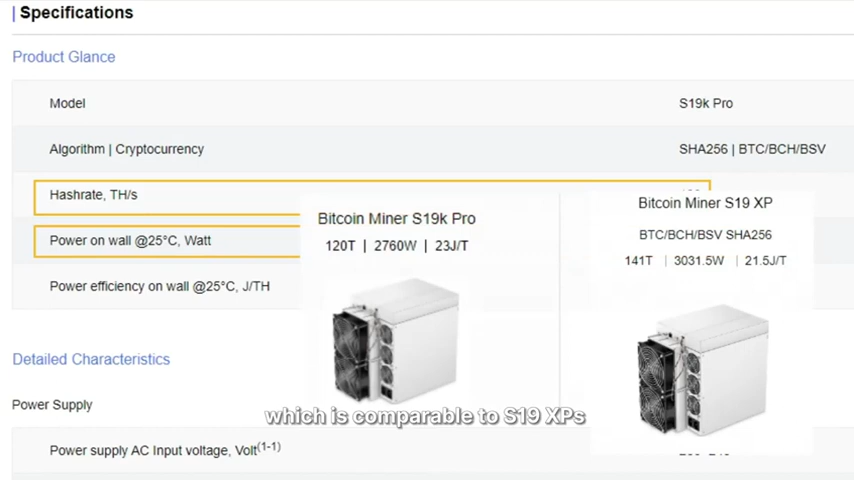 Specifications
Product Glance
Model S19k Pro
Algorithm | Cryptocurrency SHA256 | BTC/BCH/BSV
Hashrate, TH/s
Power on wall @25°C, Watt
Power efficiency on wall @25°C, J/TH
Bitcoin Miner S19k Pro
120T | 2760W | 23J/T
Bitcoin Miner S19 XP
BTC/BCH/BSV SHA256
141T | 3031.5W | 21.5J/T
Detailed Characteristics
Power Supply
which is comparable to S19 XPs
Power supply AC Input voltage, Volt(1-1)